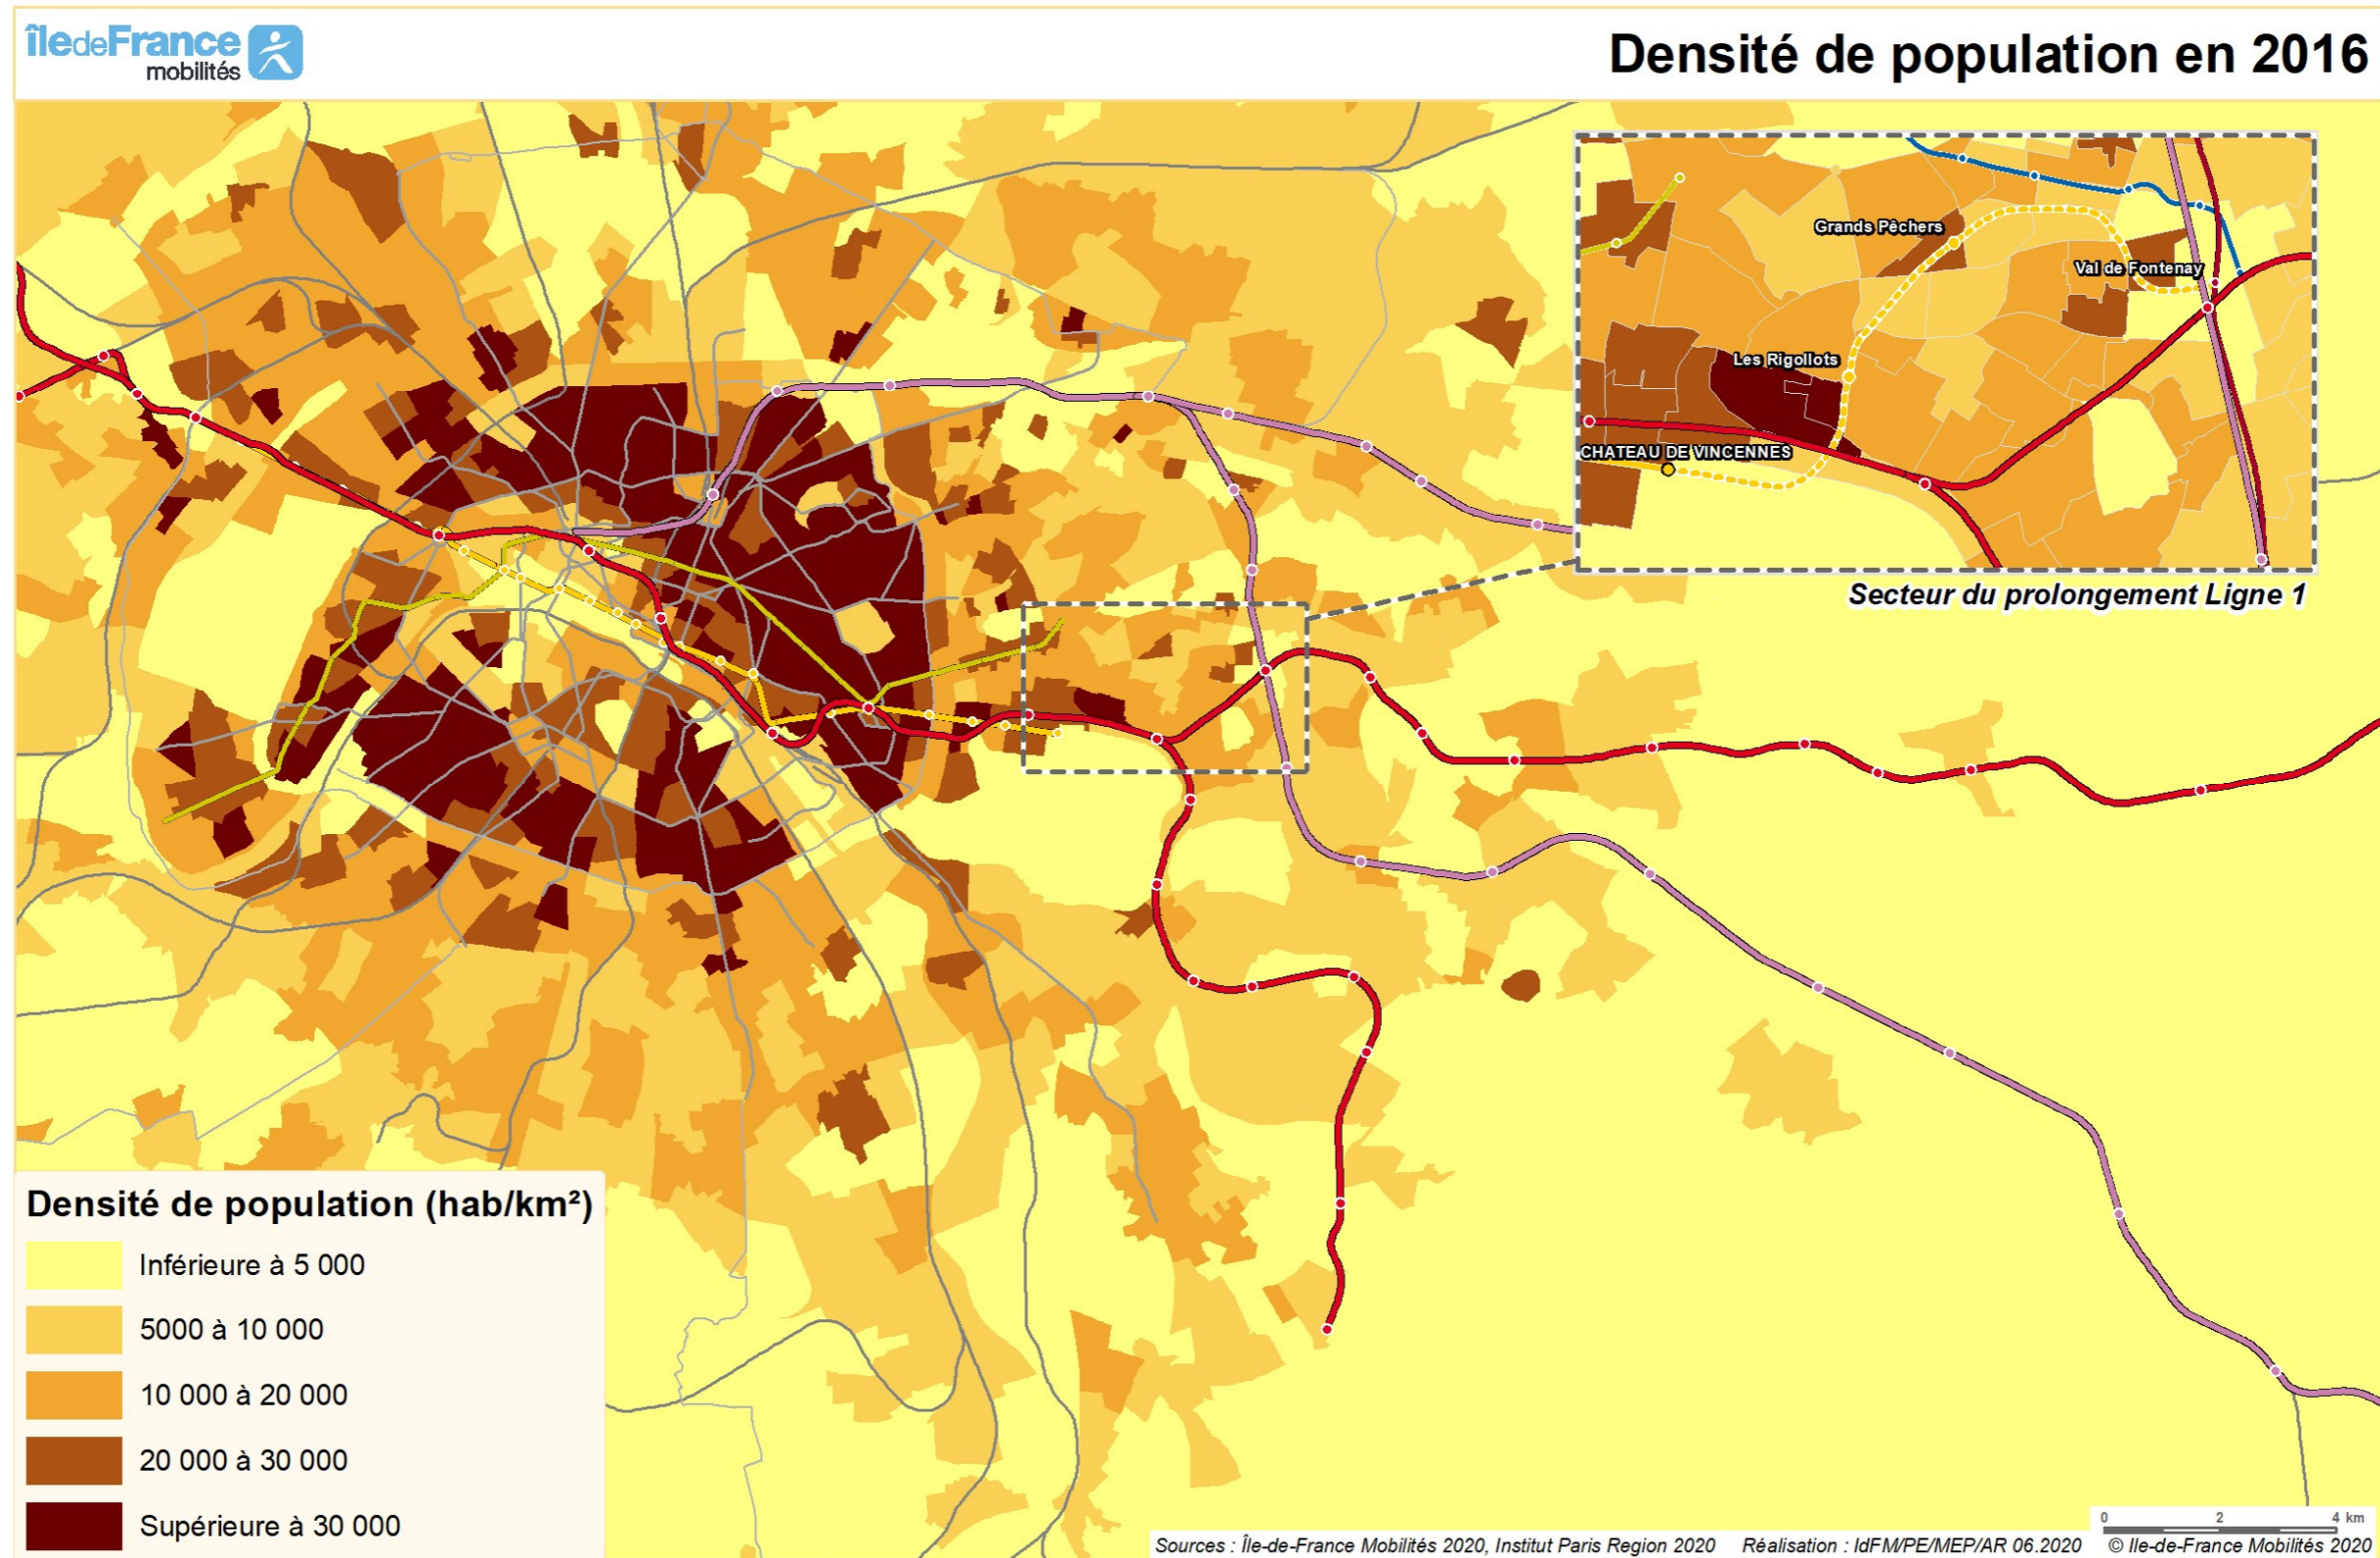 îledeFrance
mobilités
Densité de population en 2016
Grands Pêchers
Val de Fontenay
Les Rigollots
CHATEAU DE VINCENNES
Secteur du prolongement Ligne 1
Densité de population (hab/km²)
Inférieure à 5 000
5000 à 10 000
10 000 à 20 000
20 000 à 30 000
Supérieure à 30 000
0 2 4 km
Sources : Île-de-France Mobilités 2020, Institut Paris Region 2020 Réalisation : IdFM/PE/MEP/AR 06.2020 © Ile-de-France Mobilités 2020